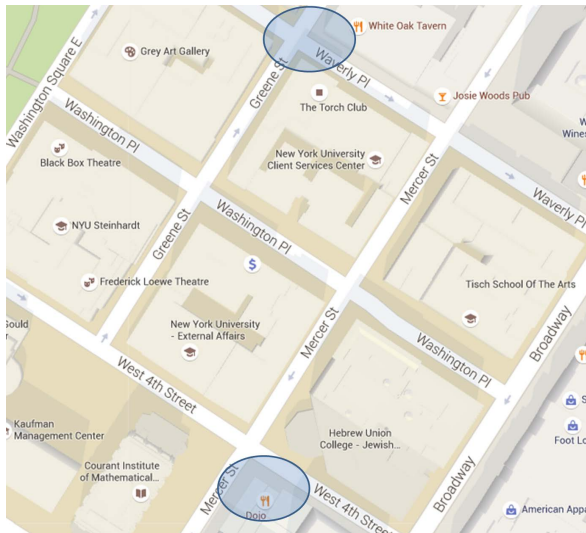 White Oak Tavern
Washington Square E
Grey Art Gallery
Greene St
Waverly Pl
Josie Woods Pub
The Torch Club
Washington Pl
New York University
Client Services Center
Mercer St
Black Box Theatre
Waverly Pl
Washington Pl
NYU Steinhardt
Greene St
Frederick Loewe Theatre
$
Tisch School Of The Arts
Broadway
New York University
- External Affairs
Mercer St
Washington Pl
West 4th Street
Kaufman
Management Center
Hebrew Union
College - Jewish...
Courant Institute
of Mathematical...
Mercer St
Dojo
West 4th Street
Broadway
American Appa